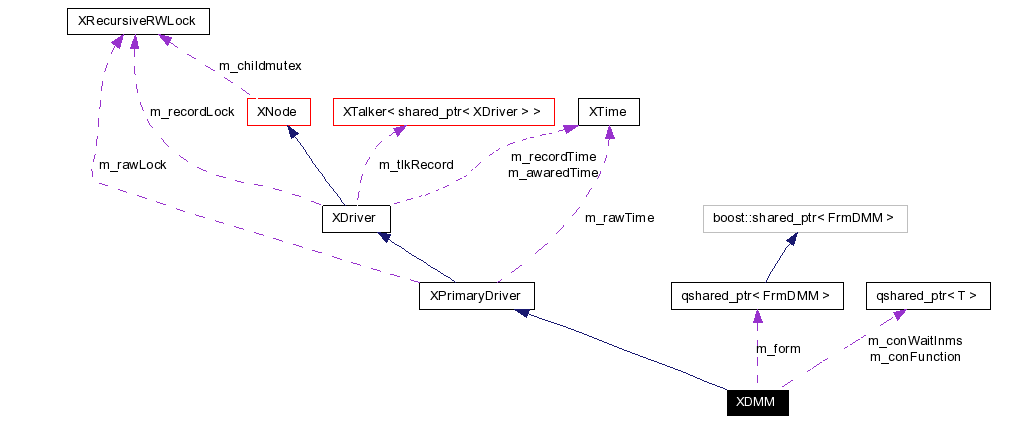 XRecursiveRWLock
m_childmutex
XNode
XTalker< shared_ptr< XDriver > >
XTime
m_recordLock
m_rawLock
m_tlkRecord
m_recordTime
m_awaredTime
XDriver
m_rawTime
boost::shared_ptr< FrmDMM >
XPrimaryDriver
qshared_ptr< FrmDMM >
qshared_ptr< T >
m_form
m_conWaitInms
m_conFunction
XDMM